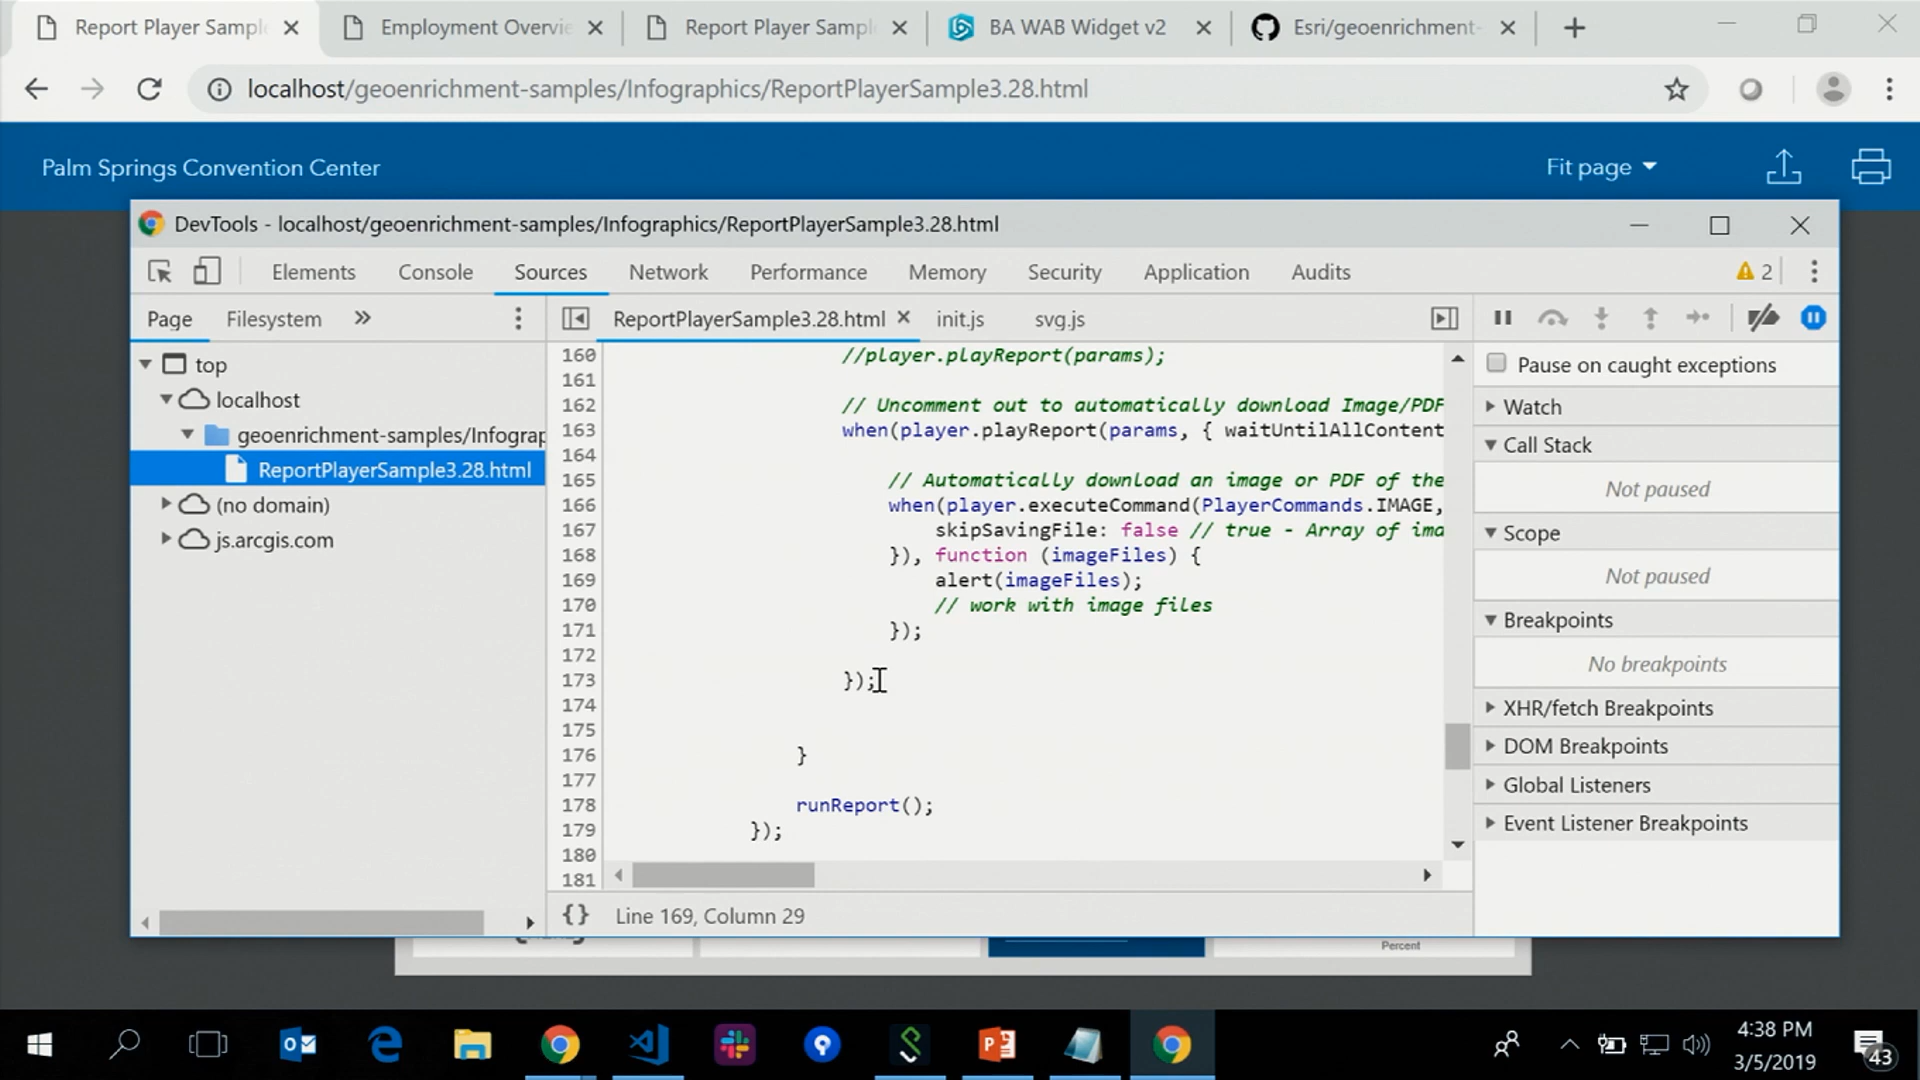 Report Player Sampl
Employment Overvi
Report Player Sampl
BA WAB Widget v2
Esri/geoenrichment-
localhost/geoenrichment-samples/Infographics/ReportPlayerSample3.28.html
Palm Springs Convention Center
Fit page
DevTools - localhost/geoenrichment-samples/Infographics/ReportPlayerSample3.28.html
Elements
Console
Sources
Network
Performance
Memory
Security
Application
Audits
2
Page
Filesystem
ReportPlayerSample3.28.html
init.js
svg.js
top
localhost
geoenrichment-samples/Infograp
ReportPlayerSample3.28.html
(no domain)
js.arcgis.com
160 //player.playReport(params);
161
162 // Uncomment out to automatically download Image/PDF
163 when(player.playReport(params, { waitUntilAllContent
164
165 // Automatically download an image or PDF of the
166 when(player.executeCommand(PlayerCommands.IMAGE,
167 skipSavingFile: false // true - Array of ima
168 }), function (imageFiles) {
169 alert(imageFiles);
170 // work with image files
171 });
172
173 });
174
175
176 }
177
178 runReport();
179 });
180
181
{} Line 169, Column 29
Pause on caught exceptions
Watch
Call Stack
Not paused
Scope
Not paused
Breakpoints
No breakpoints
XHR/fetch Breakpoints
DOM Breakpoints
Global Listeners
Event Listener Breakpoints
Percent
4:38 PM
3/5/2019
43